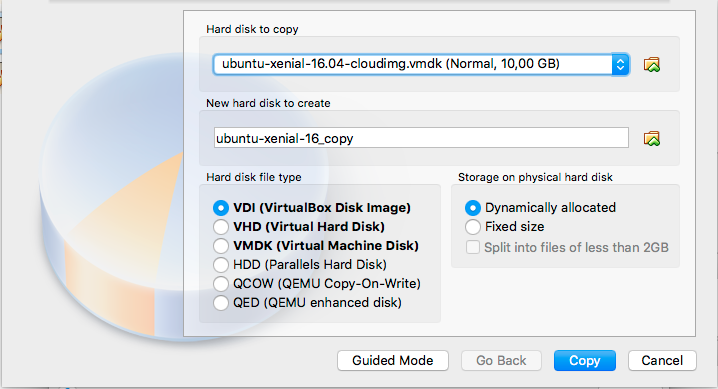 Hard disk to copy
ubuntu-xenial-16.04-cloudimg.vmdk (Normal, 10,00 GB)
New hard disk to create
ubuntu-xenial-16_copy
Hard disk file type
VDI (VirtualBox Disk Image)
VHD (Virtual Hard Disk)
VMDK (Virtual Machine Disk)
HDD (Parallels Hard Disk)
QCOW (QEMU Copy-On-Write)
QED (QEMU enhanced disk)
Storage on physical hard disk
Dynamically allocated
Fixed size
Split into files of less than 2GB
Guided Mode
Go Back
Copy
Cancel